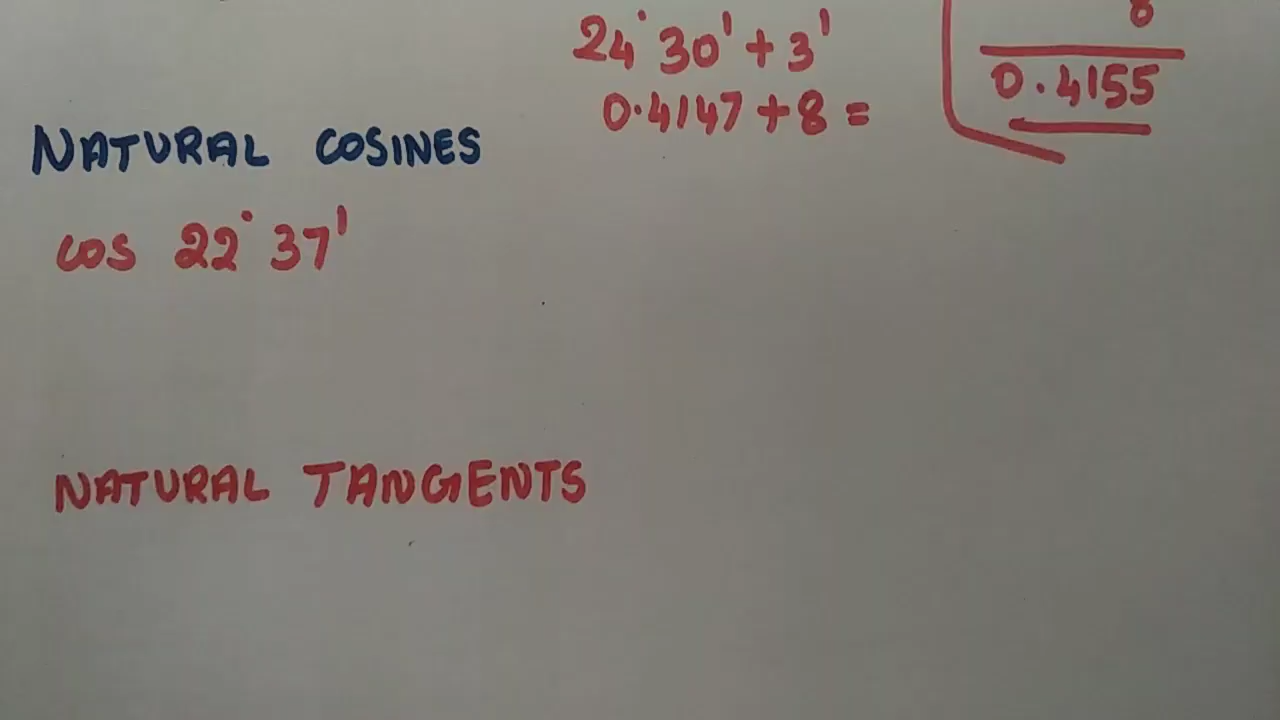 24° 30' + 3'
0.4147 + 8 =
8
0.4155
NATURAL COSINES
cos 22° 37'
NATURAL TANGENTS